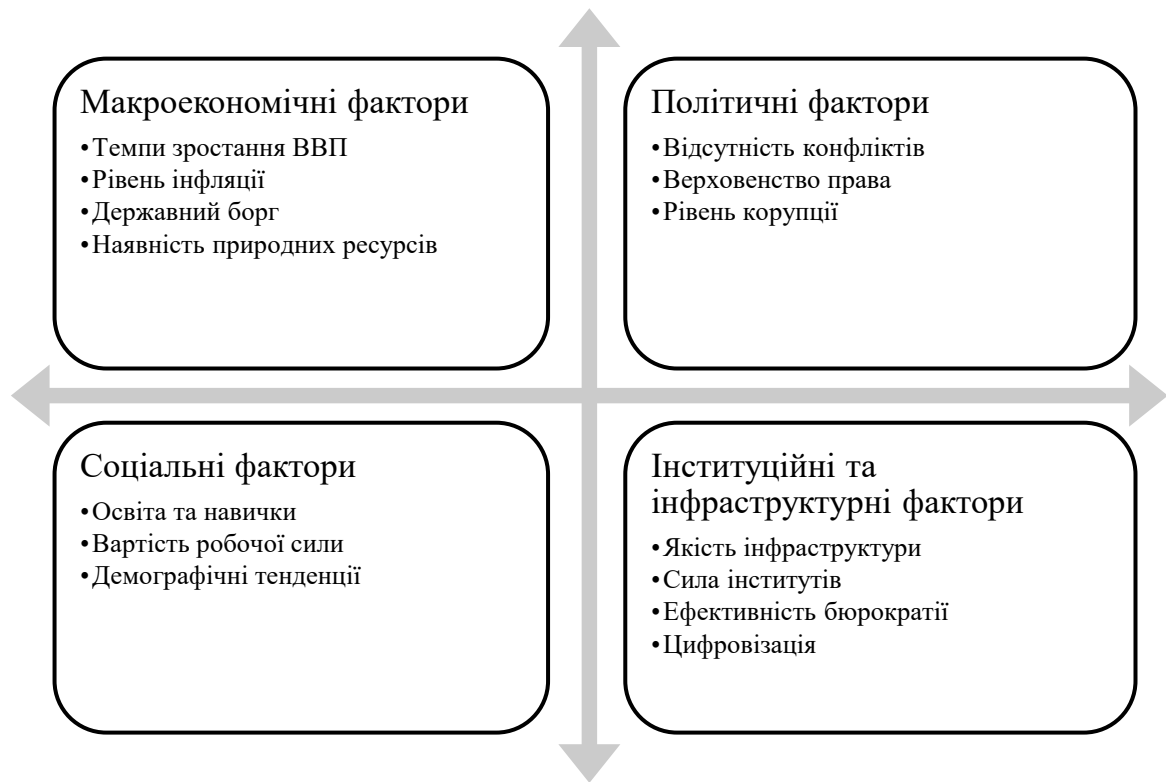 Макроекономічні фактори
•Темпи зростання ВВП
•Рівень інфляції
•Державний борг
•Наявність природних ресурсів
Політичні фактори
•Відсутність конфліктів
•Верховенство права
•Рівень корупції
Соціальні фактори
•Освіта та навички
•Вартість робочої сили
•Демографічні тенденції
Інституційні та
інфраструктурні фактори
•Якість інфраструктури
•Сила інститутів
•Ефективність бюрократії
•Цифровізація